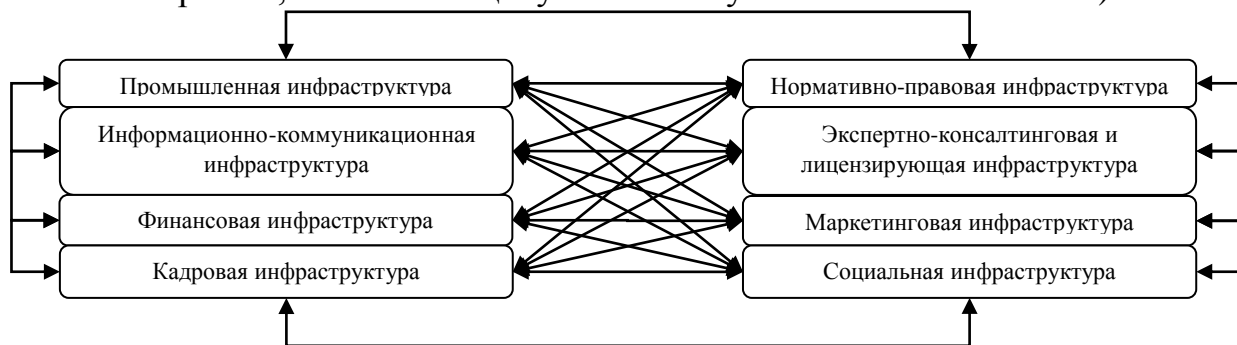 Промышленная инфраструктура
Информационно-коммуникационная
инфраструктура
Финансовая инфраструктура
Кадровая инфраструктура
Нормативно-правовая инфраструктура
Экспертно-консалтинговая и
лицензирующая инфраструктура
Маркетинговая инфраструктура
Социальная инфраструктура